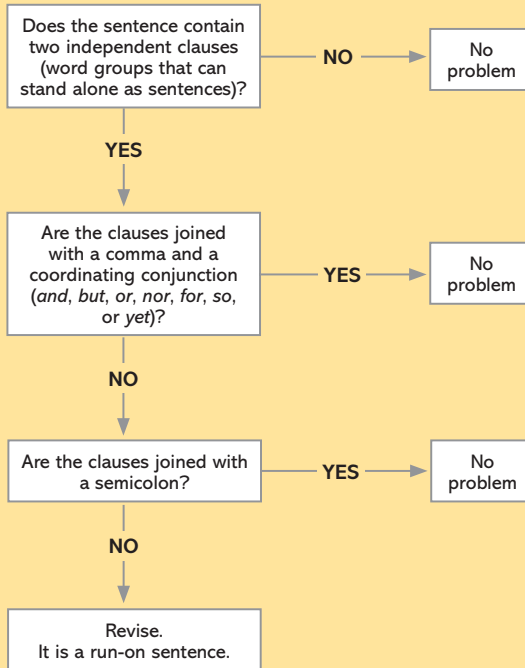 Does the sentence contain
two independent clauses
(word groups that can
stand alone as sentences)?
NO
No
problem
YES
Are the clauses joined
with a comma and a
coordinating conjunction
(and, but, or, nor, for, so,
or yet)?
YES
No
problem
NO
Are the clauses joined with
a semicolon?
YES
No
problem
NO
Revise.
It is a run-on sentence.